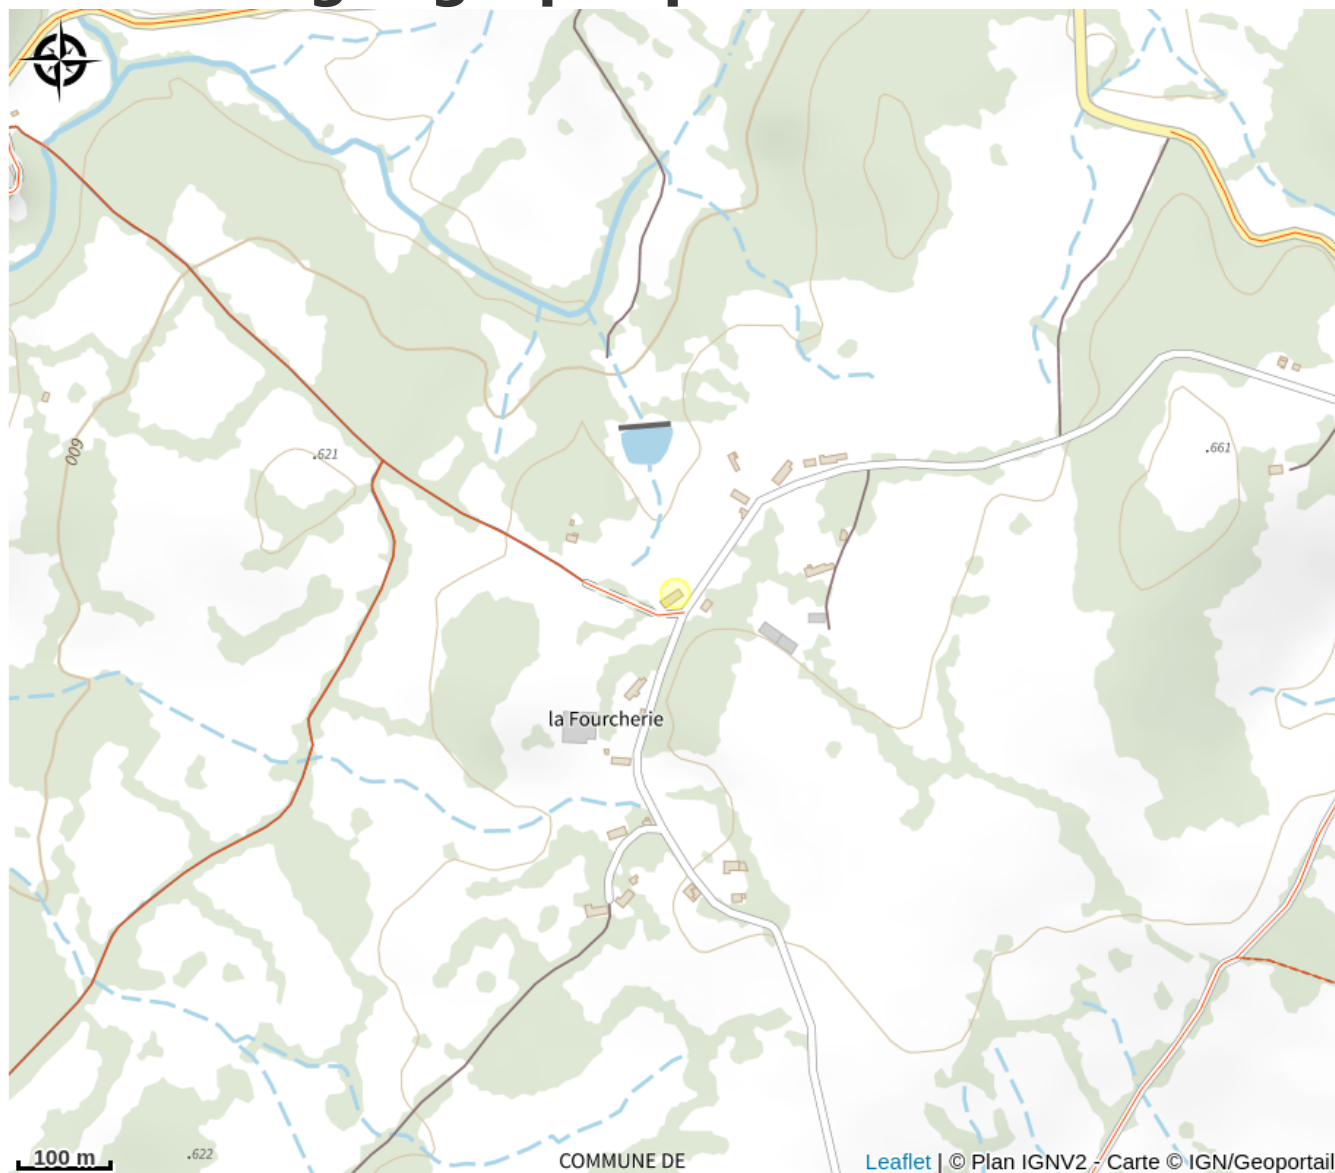 .621
600
.661
la Fourcherie
100 m
.622
COMMUNE DE
Leaflet | © Plan IGNV2 - Carte © IGN/Geoportail